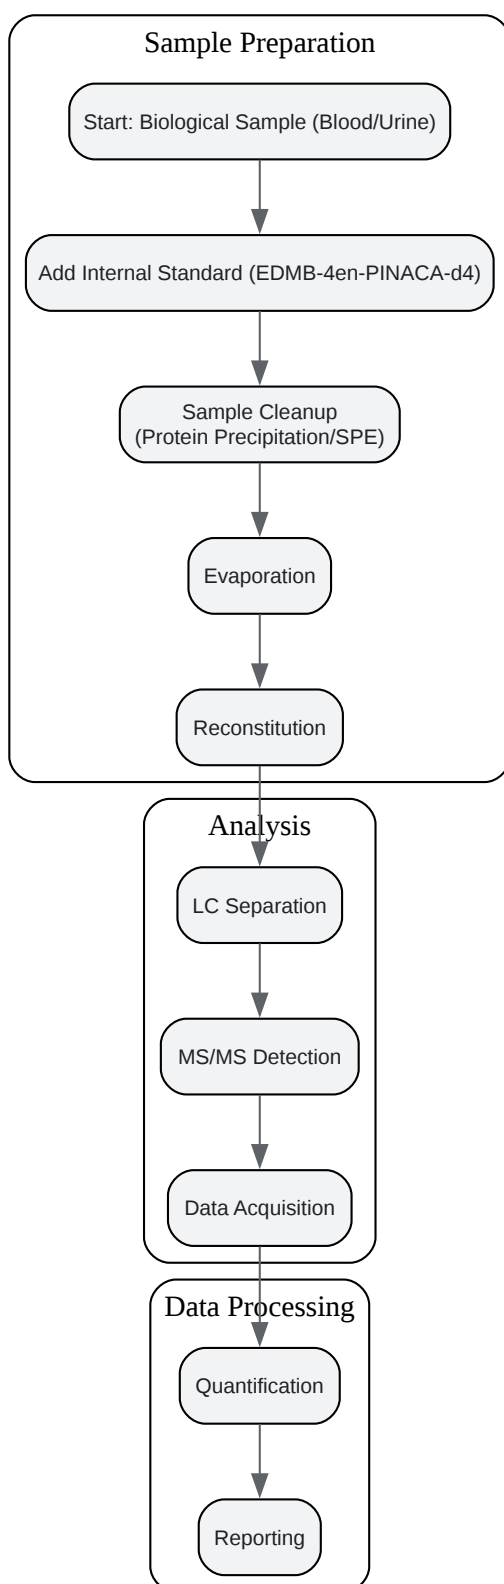 Sample Preparation
Start: Biological Sample (Blood/Urine)
Add Internal Standard (EDMB-4en-PINACA-d4)
Sample Cleanup
(Protein Precipitation/SPE)
Evaporation
Reconstitution
Analysis
LC Separation
MS/MS Detection
Data Acquisition
Data Processing
Quantification
Reporting